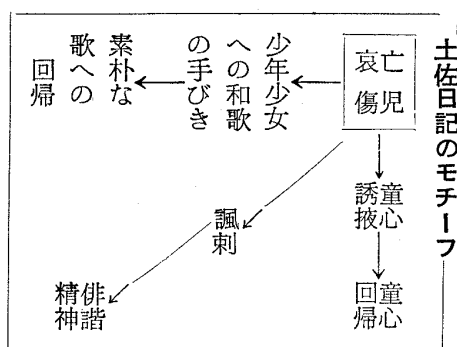 土佐日記のモチーフ
亡児
哀傷
童心
誘掖
童心
回帰
少年少女
への和歌
の手びき
諷刺
俳諧
精神
素朴な
歌への
回帰